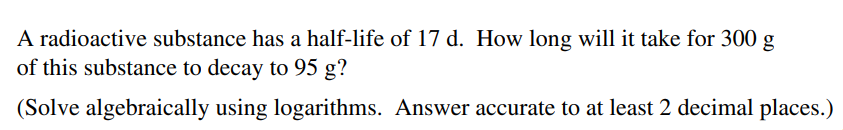 A radioactive substance has a half-life of 17 d. How long will it take for 300 g
of this substance to decay to 95 g?
(Solve algebraically using logarithms. Answer accurate to at least 2 decimal places.)